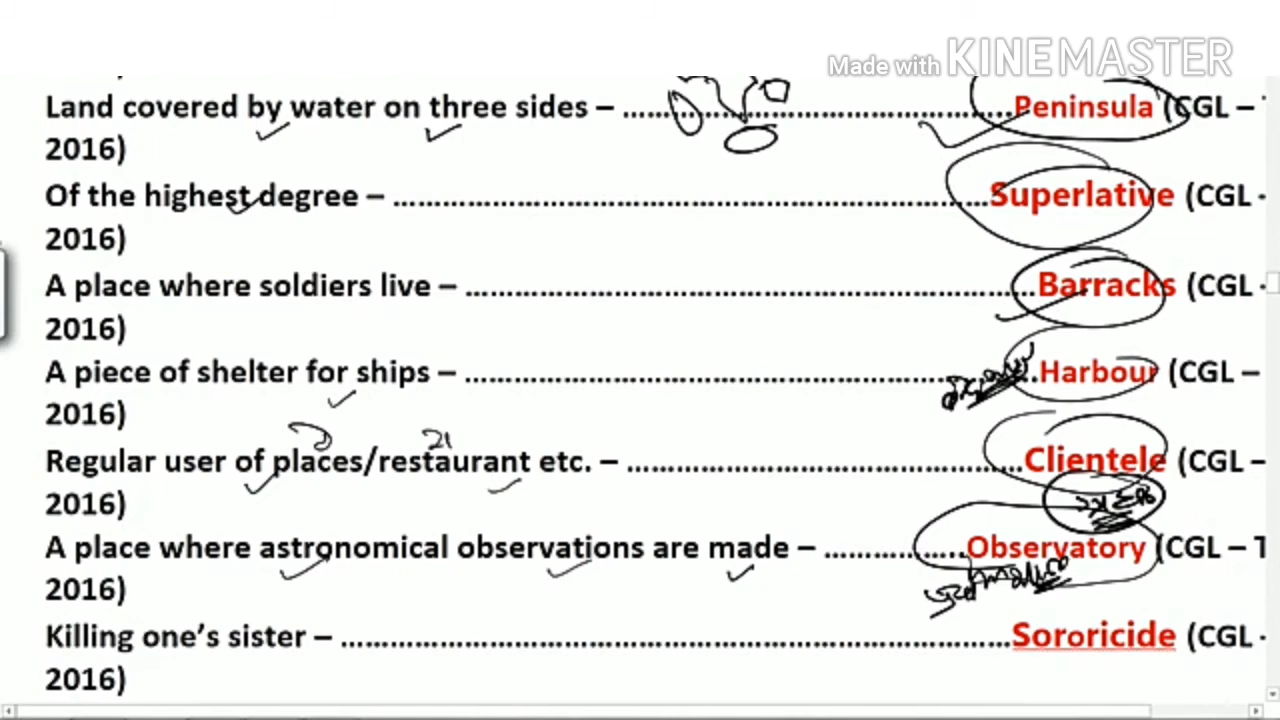 Made with KINEMASTER
Land covered by water on three sides – ............................................Peninsula (CGL – T
2016)
Of the highest degree – ....................................................................Superlative (CGL -
2016)
A place where soldiers live – .................................................................Barracks (CGL -
2016)
A piece of shelter for ships – .................................................................Harbour (CGL –
2016)
Regular user of places/restaurant etc. – .............................................Clientele (CGL –
2016)
A place where astronomical observations are made – ................Observatory (CGL – T
2016)
Killing one’s sister – ...........................................................................Sororicide (CGL -
2016)